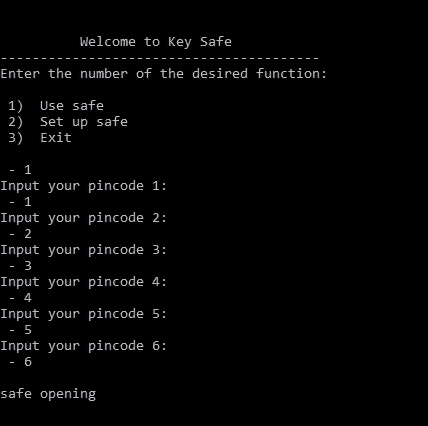 Welcome to Key Safe
----------------------------------------
Enter the number of the desired function:
1)  Use safe
2)  Set up safe
3)  Exit
- 1
Input your pincode 1:
- 1
Input your pincode 2:
- 2
Input your pincode 3:
- 3
Input your pincode 4:
- 4
Input your pincode 5:
- 5
Input your pincode 6:
- 6
safe opening